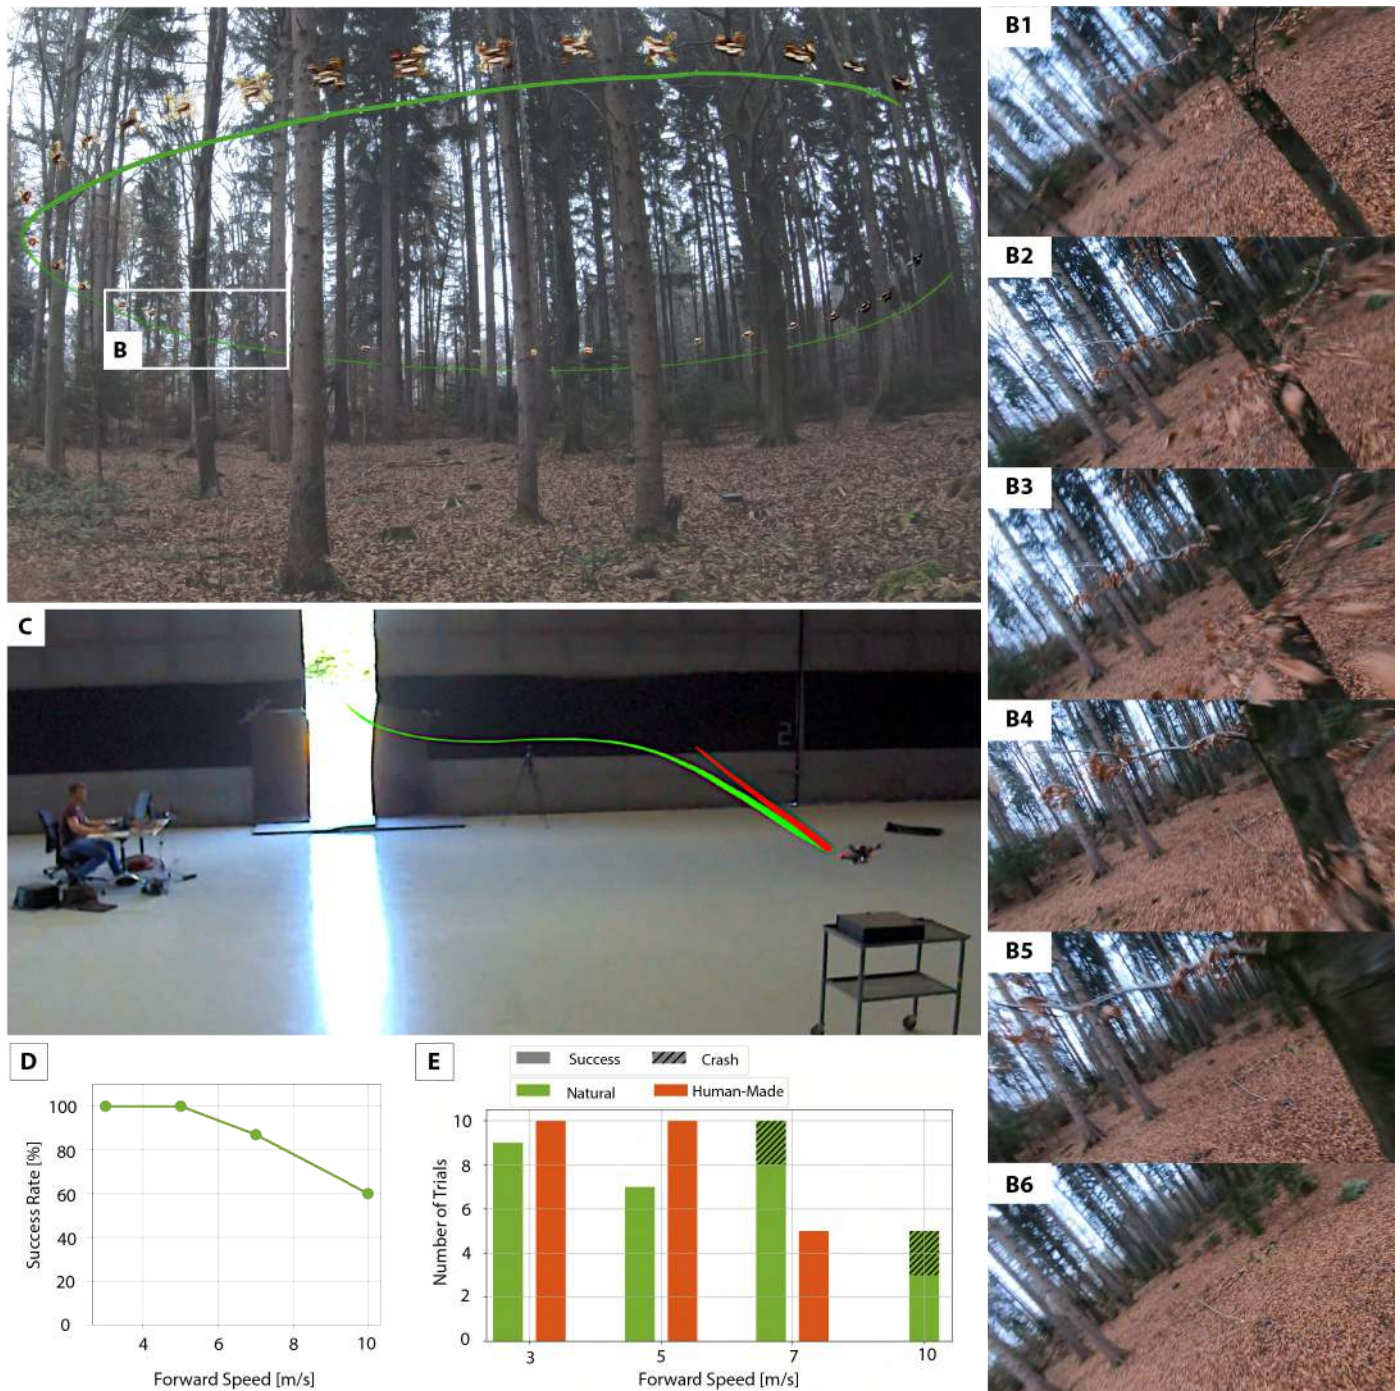 B
B1
B2
B3
B4
B5
B6
C
2
D
Success Rate [%]
100
80
60
40
20
0
4
6
8
10
Forward Speed [m/s]
E
Success
Crash
Natural
Human-Made
Number of Trials
10
8
6
4
2
0
3
5
7
10
Forward Speed [m/s]